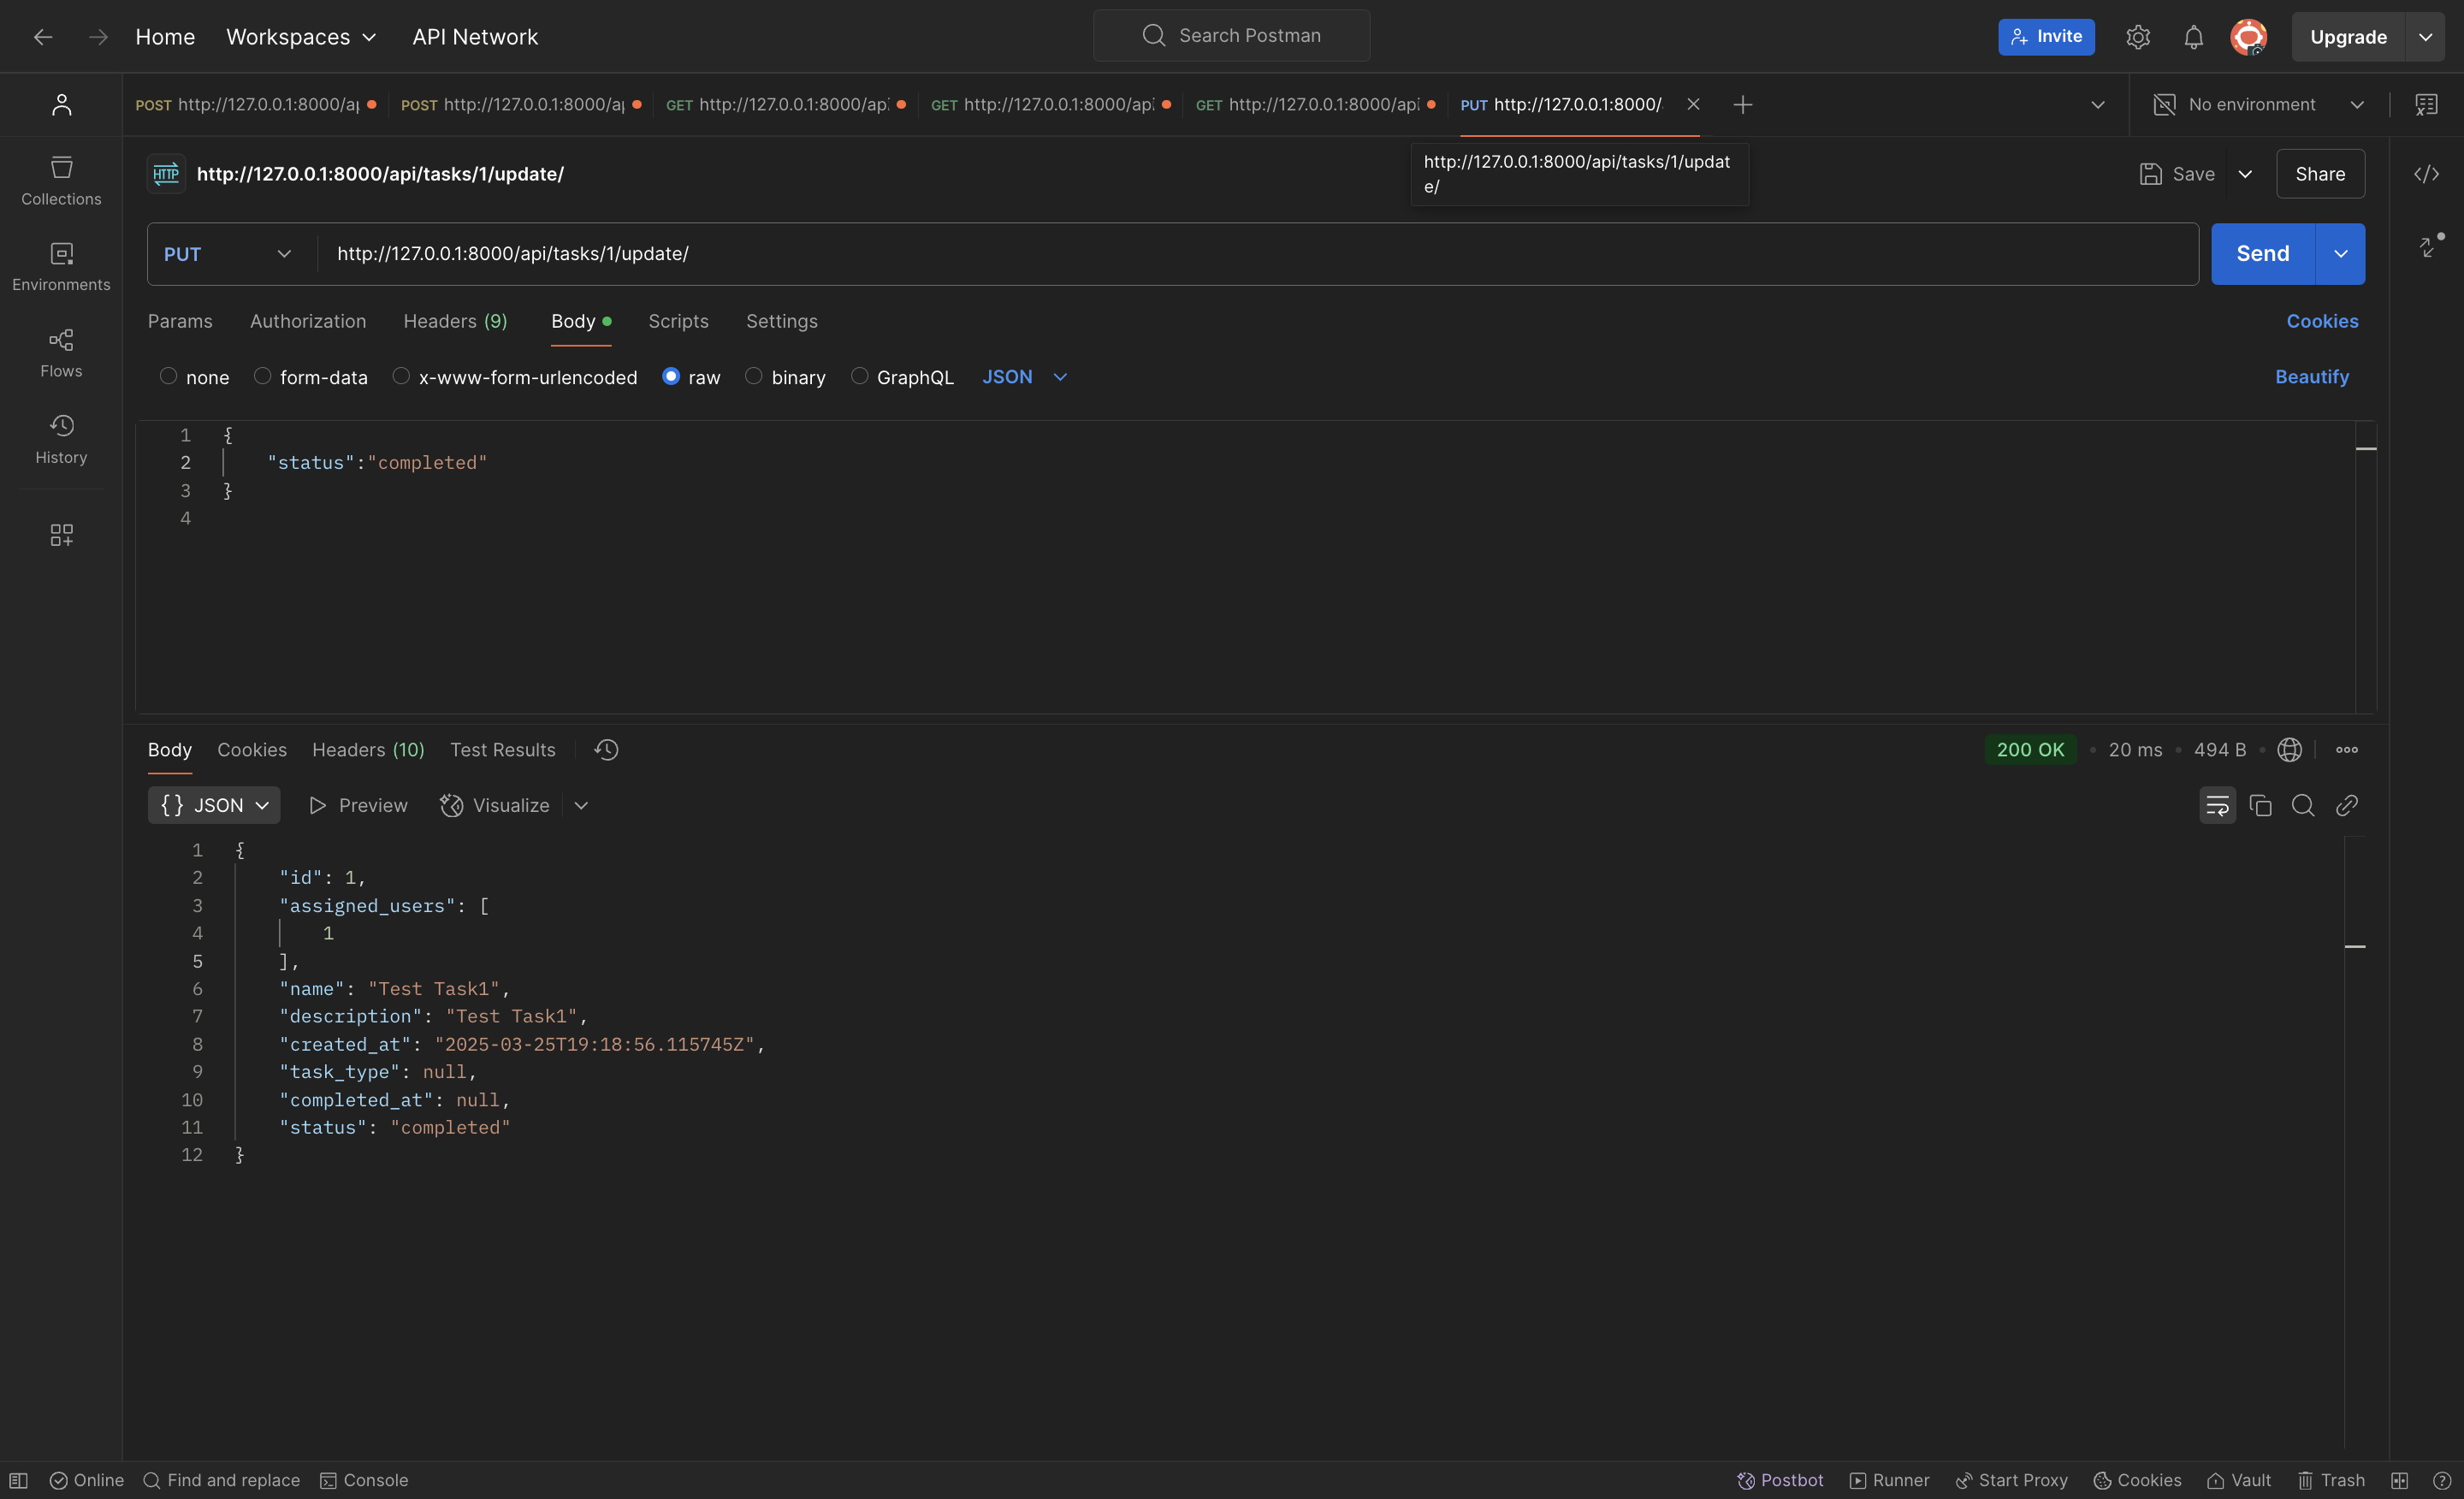 Home Workspaces API Network Search Postman Invite Upgrade
POST http://127.0.0.1:8000/a POST http://127.0.0.1:8000/a GET http://127.0.0.1:8000/api GET http://127.0.0.1:8000/api GET http://127.0.0.1:8000/api PUT http://127.0.0.1:8000/ No environment
HTTP http://127.0.0.1:8000/api/tasks/1/update/ Save Share
http://127.0.0.1:8000/api/tasks/1/updat
e/
Collections
Environments
Flows
History
PUT http://127.0.0.1:8000/api/tasks/1/update/ Send
Params Authorization Headers (9) Body Scripts Settings Cookies
none form-data x-www-form-urlencoded raw binary GraphQL JSON Beautify
1 {
2 "status":"completed"
3 }
4
Body Cookies Headers (10) Test Results 200 OK • 20 ms • 494 B
{} JSON Preview Visualize
1 {
2 "id": 1,
3 "assigned_users": [
4 1
5 ],
6 "name": "Test Task1",
7 "description": "Test Task1",
8 "created_at": "2025-03-25T19:18:56.115745Z",
9 "task_type": null,
10 "completed_at": null,
11 "status": "completed"
12 }
Online Find and replace Console Postbot Runner Start Proxy Cookies Vault Trash